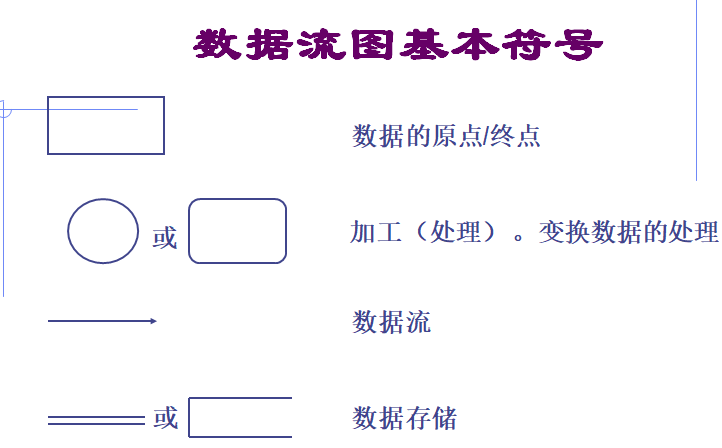 数据流图基本符号
数据的原点/终点
或
加工（处理）。变换数据的处理
数据流
或
数据存储